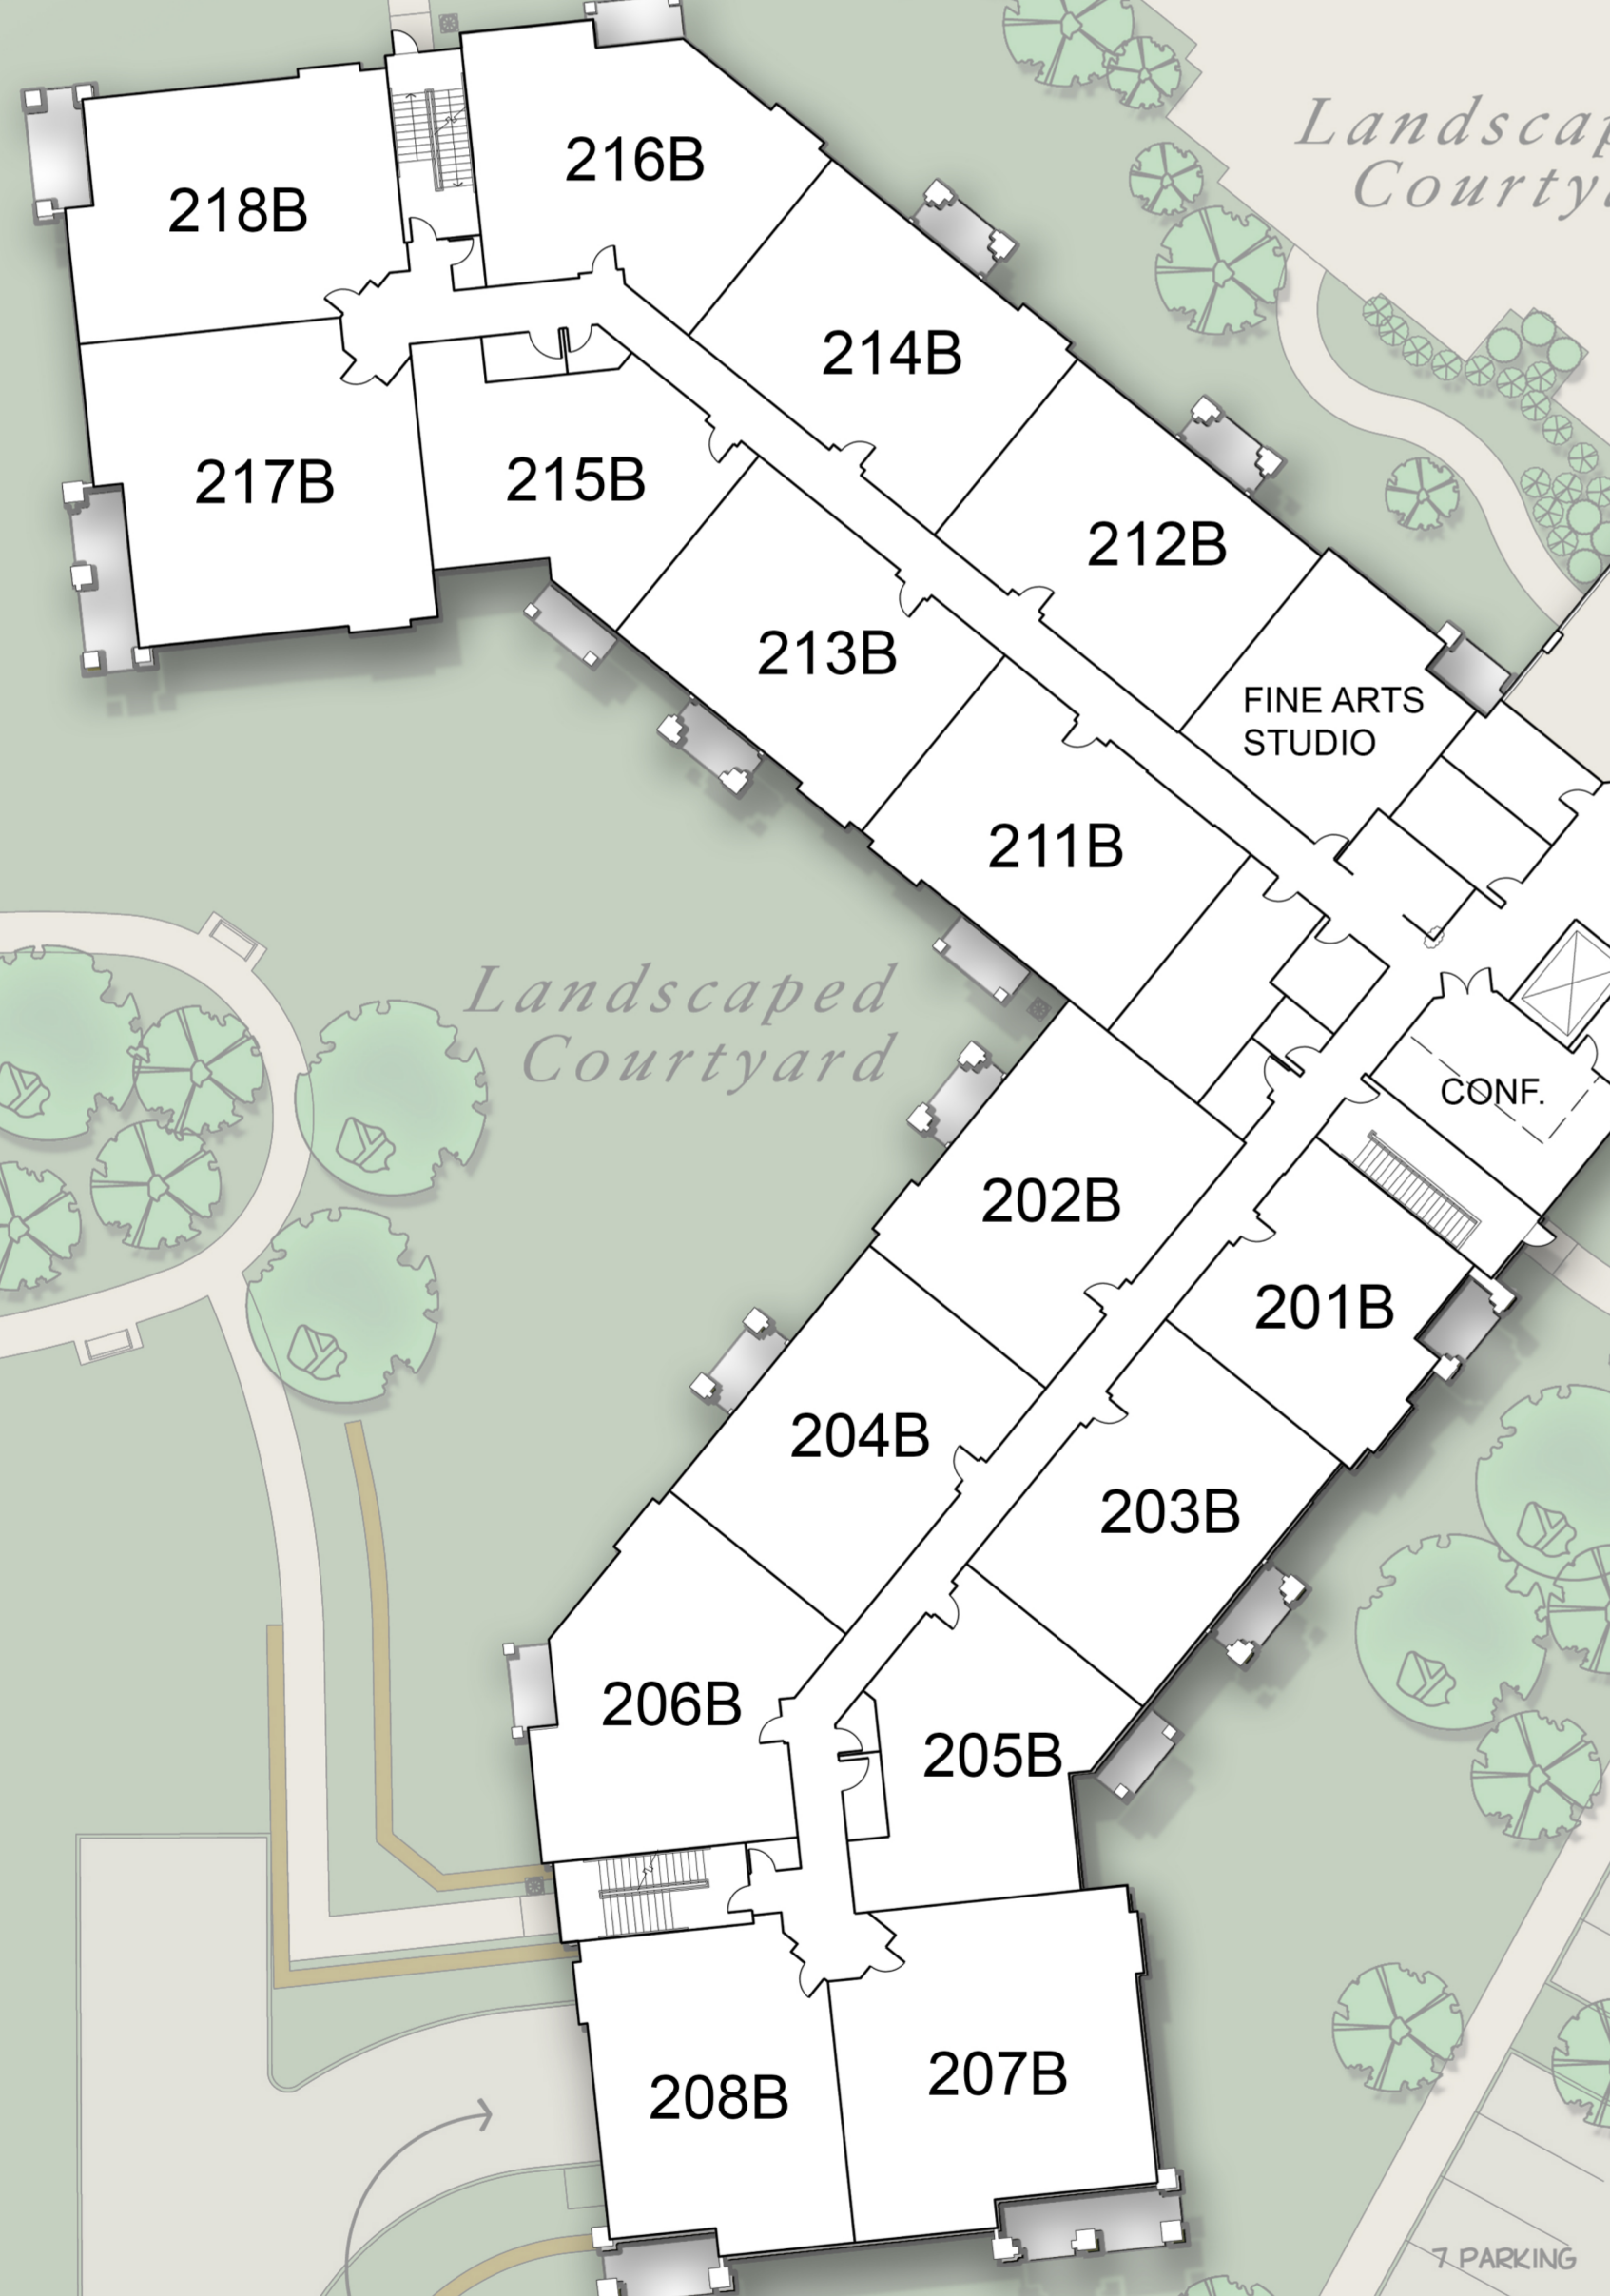 Landscap
Courty
218B
216B
214B
217B
215B
212B
213B
FINE ARTS
STUDIO
211B
Landscaped
Courtyard
CONF.
202B
201B
204B
203B
206B
205B
208B
207B
7 PARKING